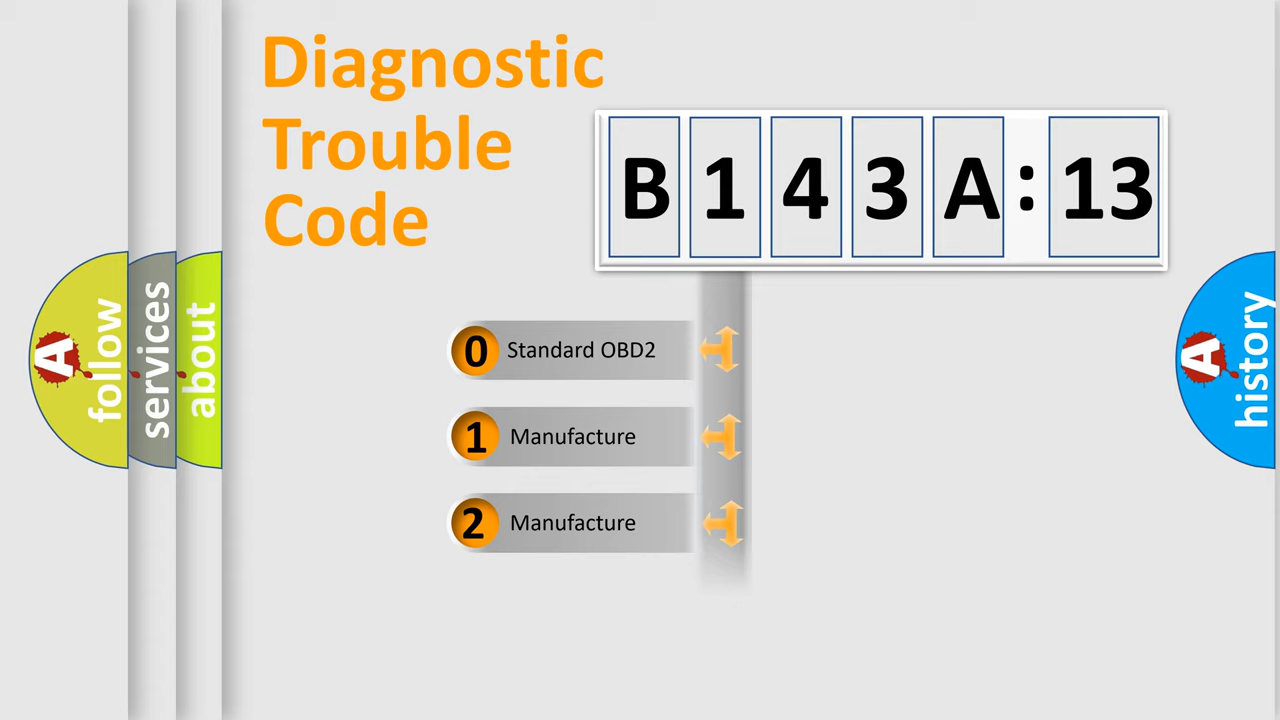 Diagnostic
Trouble
Code
B 1 4 3 A : 13
0 Standard OBD2
1 Manufacture
2 Manufacture
A follow
services
about
A history